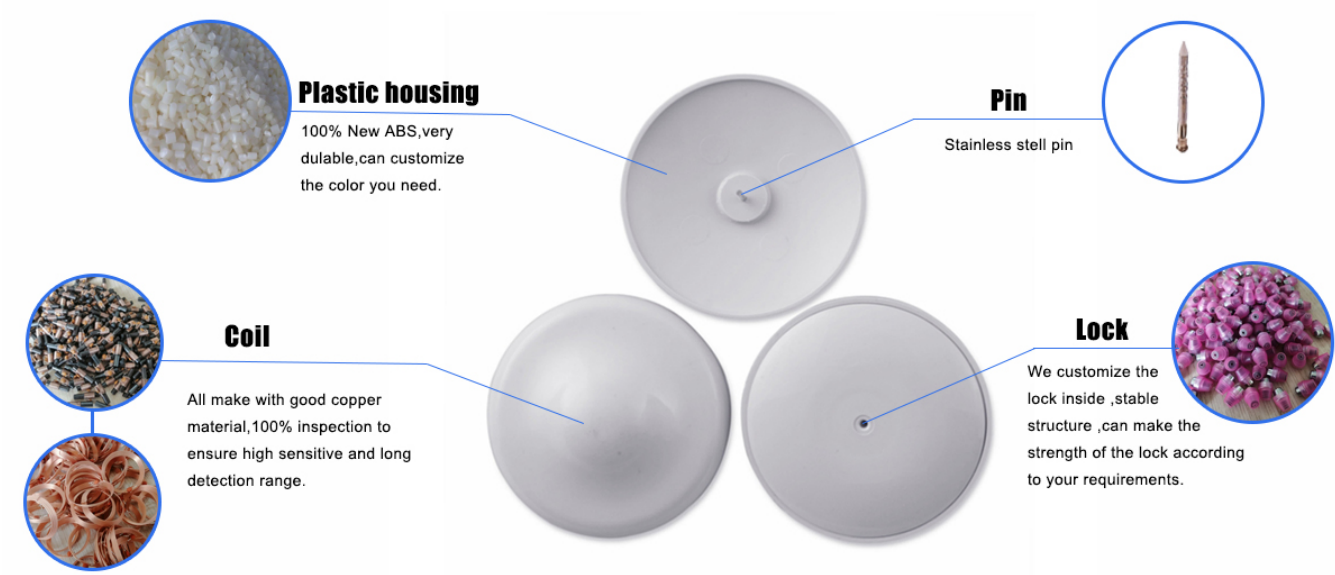 Plastic housing
100% New ABS,very
dulable,can customize
the color you need.
Pin
Stainless stell pin
Coil
All make with good copper
material,100% inspection to
ensure high sensitive and long
detection range.
Lock
We customize the
lock inside ,stable
structure ,can make the
strength of the lock according
to your requirements.